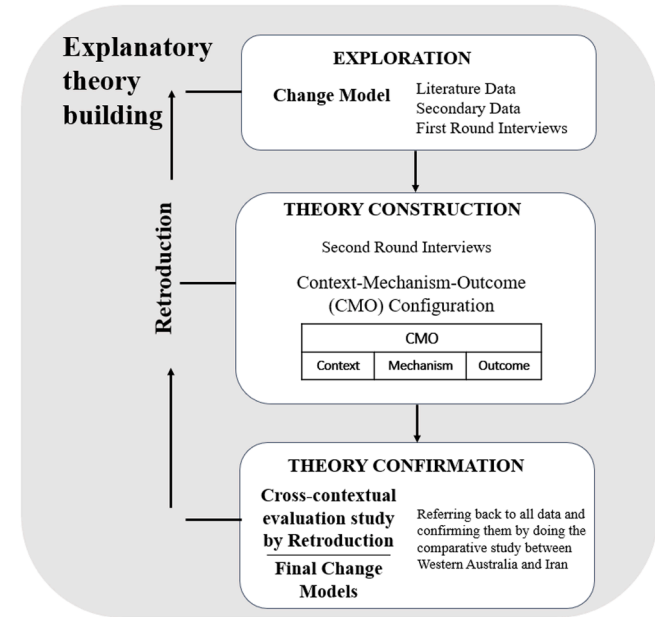 Explanatory
theory
building
Retroduction
EXPLORATION
Change Model
Literature Data
Secondary Data
First Round Interviews
THEORY CONSTRUCTION
Second Round Interviews
Context-Mechanism-Outcome
(CMO) Configuration
CMO
Context Mechanism Outcome
THEORY CONFIRMATION
Cross-contextual
evaluation study
by Retroduction
Final Change
Models
Referring back to all data and
confirming them by doing the
comparative study between
Western Australia and Iran